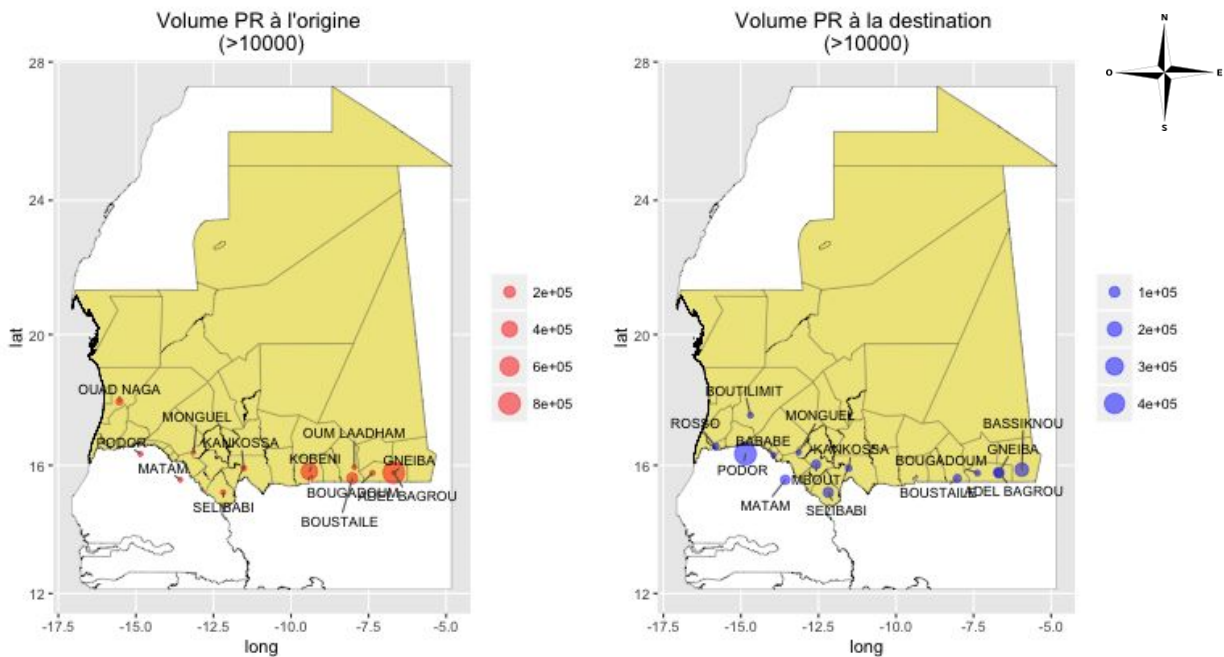 Volume PR à l'origine
(>10000)
28
24
20
16
12
lat
-17.5
-15.0
-12.5
-10.0
-7.5
-5.0
long
OUAD NAGA
MONGUEL
PODOR
KANKOSSA
OUM LAADHAM
MATAM
KOBENI
GNEIBA
SELIBABI
BOUGADOUM
ADEL BAGROU
BOUSTAILE
2e+05
4e+05
6e+05
8e+05
Volume PR à la destination
(>10000)
28
24
20
16
12
lat
-17.5
-15.0
-12.5
-10.0
-7.5
-5.0
long
BOUTILIMIT
ROSSO
MONGUEL
BASSIKNOU
BABABE
KANKOSSA
GNEIBA
PODOR
BOUGADOUM
MBOUT
MATAM
BOUSTAILE
ADEL BAGROU
SELIBABI
1e+05
2e+05
3e+05
4e+05
N
O
E
S